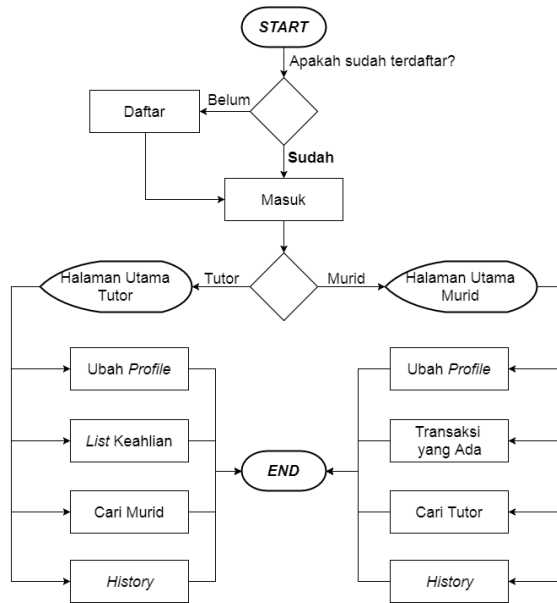 START
Apakah sudah terdaftar?
Belum
Daftar
Sudah
Masuk
Halaman Utama
Tutor
Tutor
Murid
Halaman Utama
Murid
Ubah Profile
Ubah Profile
List Keahlian
Transaksi
yang Ada
END
Cari Murid
Cari Tutor
History
History